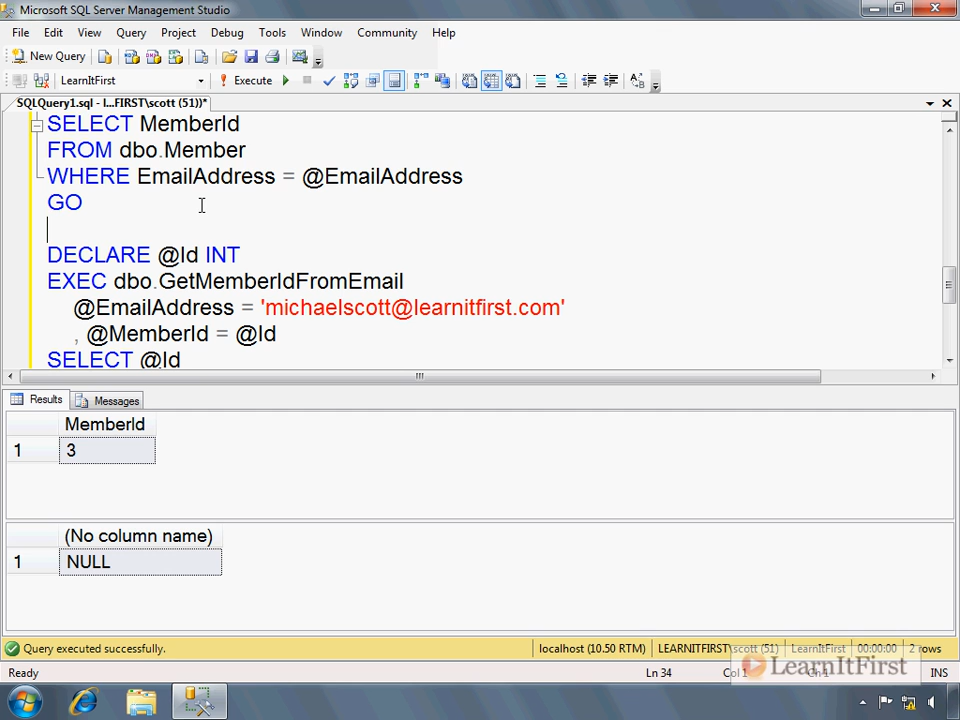 Microsoft SQL Server Management Studio
File Edit View Query Project Debug Tools Window Community Help
New Query
LearnItFirst Execute
SQLQuery1.sql - l...FIRST\scott (51))*
SELECT MemberId
FROM dbo.Member
WHERE EmailAddress = @EmailAddress
GO
DECLARE @Id INT
EXEC dbo.GetMemberIdFromEmail
@EmailAddress = 'michaelscott@learnitfirst.com'
, @MemberId = @Id
SELECT @Id
Results Messages
MemberId
1 3
(No column name)
1 NULL
Query executed successfully. localhost (10.50 RTM) LEARNITFIRST\scott (51) LearnItFirst 00:00:00 2 rows
Ready Ln 34 Col 1 Ch 1 INS
LearnItFirst